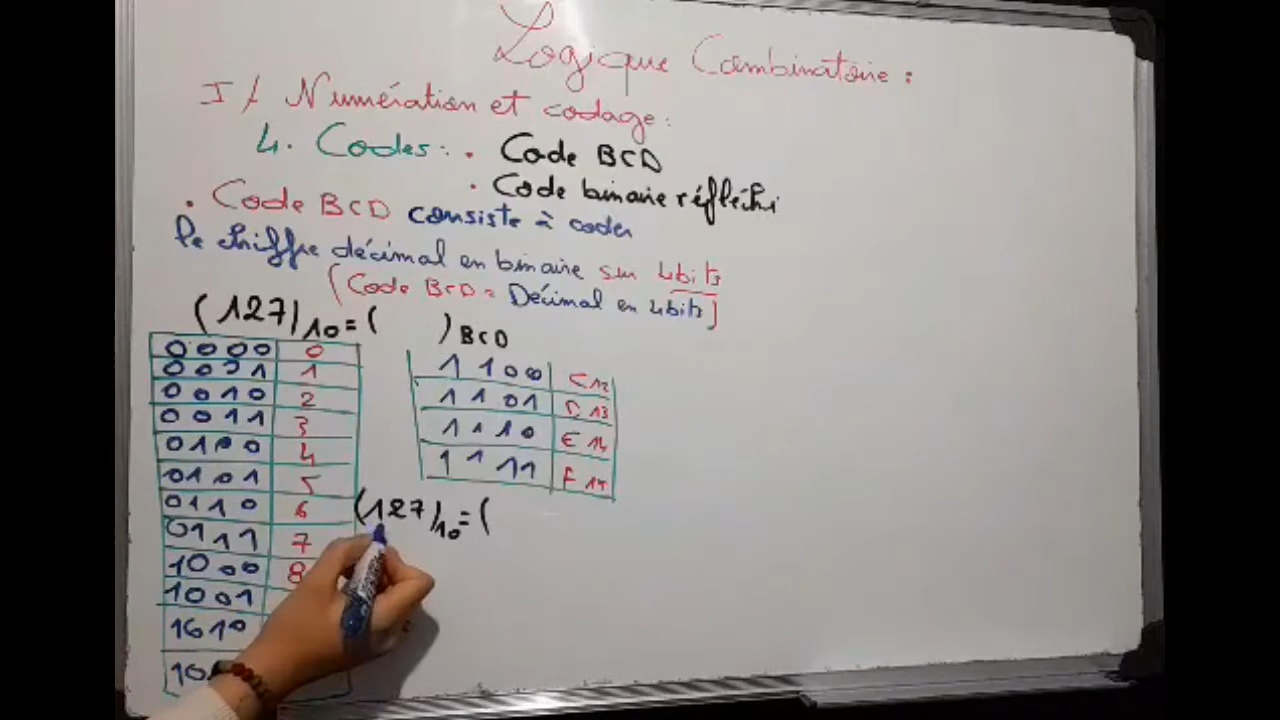 Logique Combinatoire :
I / Numération et codage :
4. Codes : • Code BCD
• Code binaire réfléchi
• Code BCD consiste à coder
le chiffre décimal en binaire sur 4bits
(Code BCD = Décimal en 4bits)
(127)10 = ( )BCD
0000 0
0001 1
0010 2
0011 3
0100 4
0101 5
0110 6
0111 7
1000 8
1001
1010
10
1100 C 12
1101 D 13
1110 E 14
1111 F 15
(127)10 = (